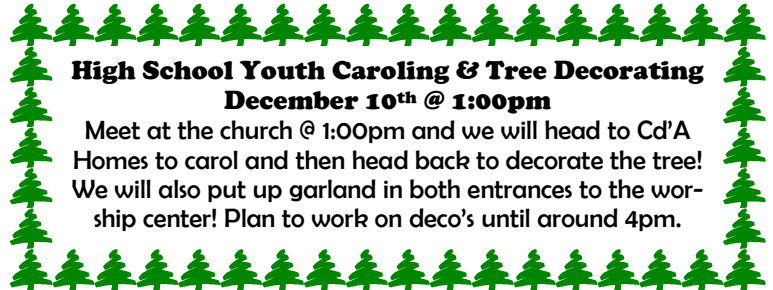 High School Youth Caroling & Tree Decorating
December 10th @ 1:00pm
Meet at the church @ 1:00pm and we will head to Cd'A
Homes to carol and then head back to decorate the tree!
We will also put up garland in both entrances to the wor-
ship center! Plan to work on deco's until around 4pm.